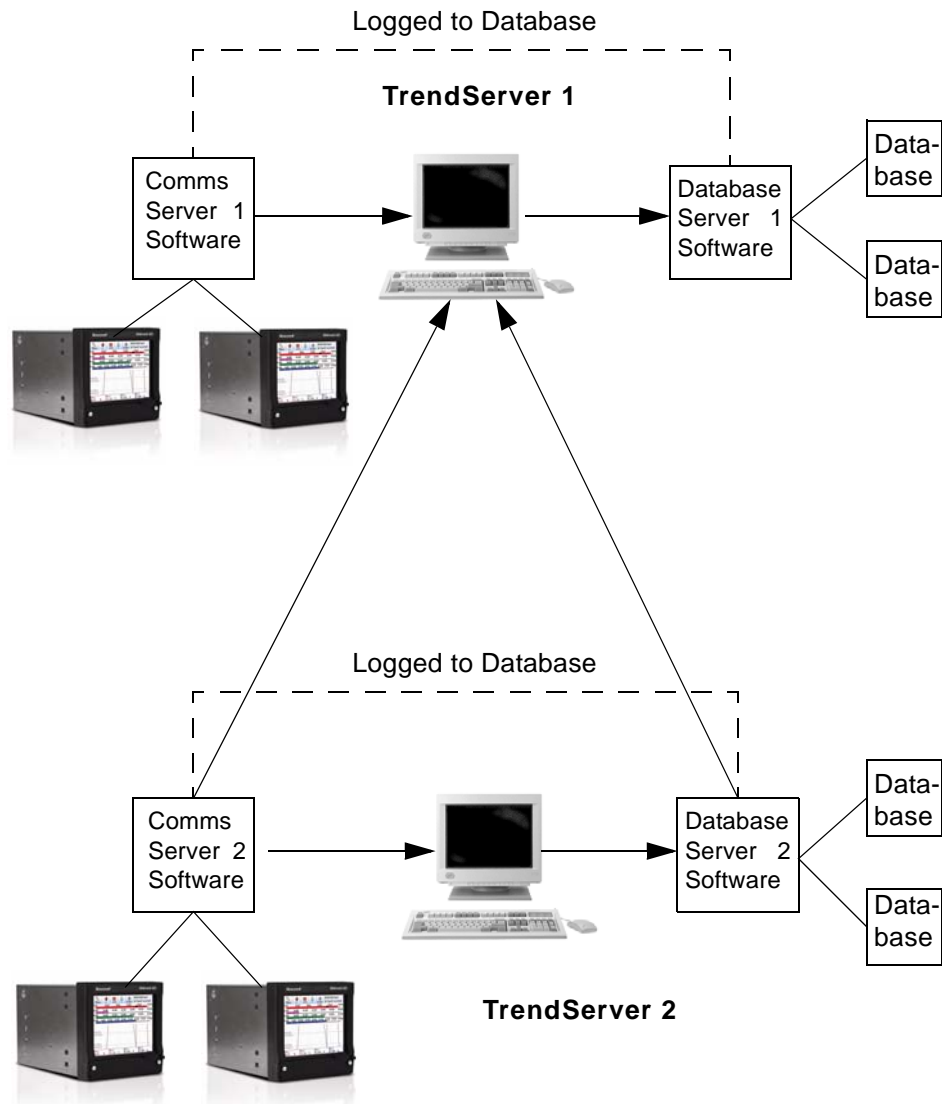 Logged to Database
TrendServer 1
Comms
Server 1
Software
Database
Server 1
Software
Data-
base
Data-
base
Logged to Database
Comms
Server 2
Software
Database
Server 2
Software
Data-
base
Data-
base
TrendServer 2